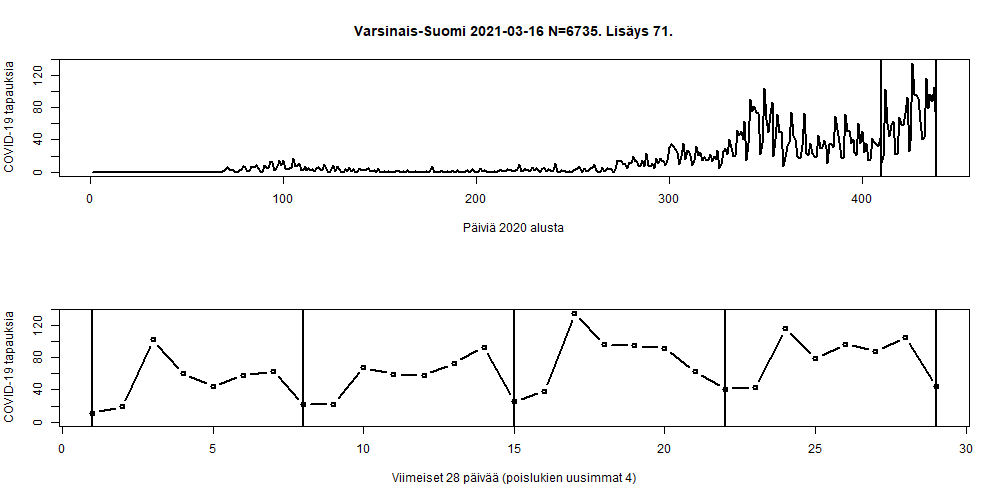 Varsinais-Suomi 2021-03-16 N=6735. Lisäys 71.
COVID-19 tapauksia
0 40 80 120
0 100 200 300 400
Päiviä 2020 alusta
COVID-19 tapauksia
0 40 80 120
0 5 10 15 20 25 30
Viimeiset 28 päivää (poislukien uusimmat 4)